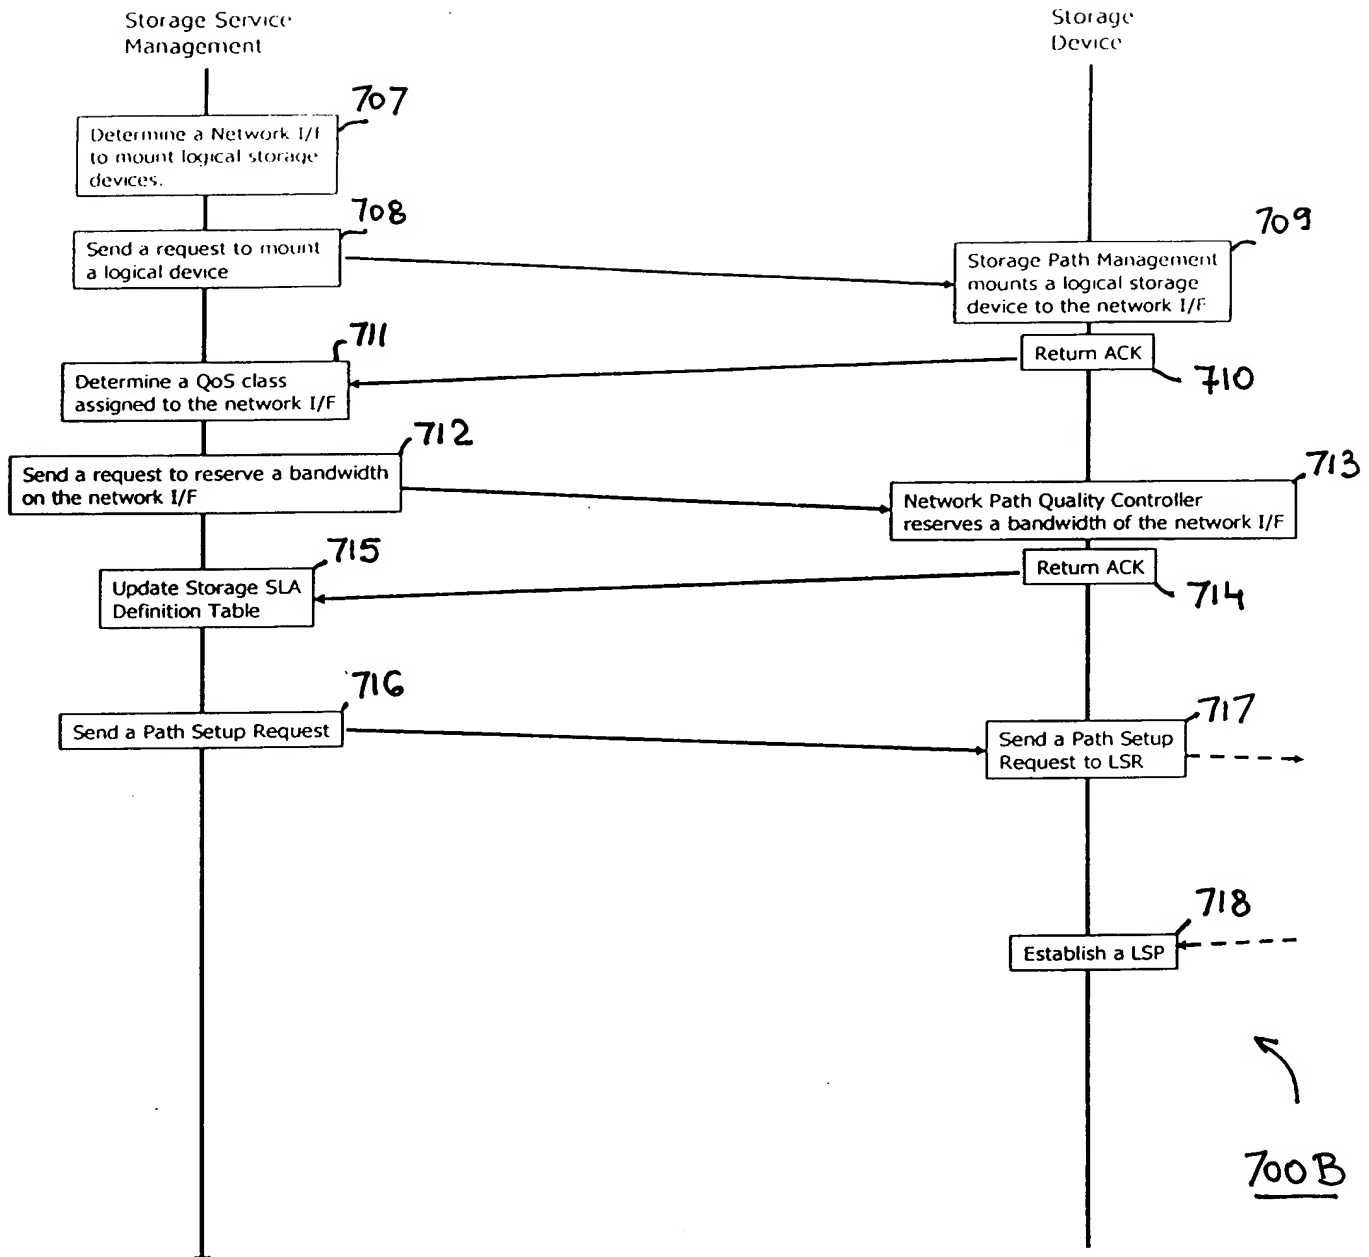 Storage Service
Management
Storage
Device
707
Determine a Network I/F
to mount logical storage
devices.
708
Send a request to mount
a logical device
709
Storage Path Management
mounts a logical storage
device to the network I/F
711
Return ACK
710
Determine a QoS class
assigned to the network I/F
712
Send a request to reserve a bandwidth
on the network I/F
713
Network Path Quality Controller
reserves a bandwidth of the network I/F
715
Return ACK
714
Update Storage SLA
Definition Table
716
Send a Path Setup Request
717
Send a Path Setup
Request to LSR
718
Establish a LSP
700B